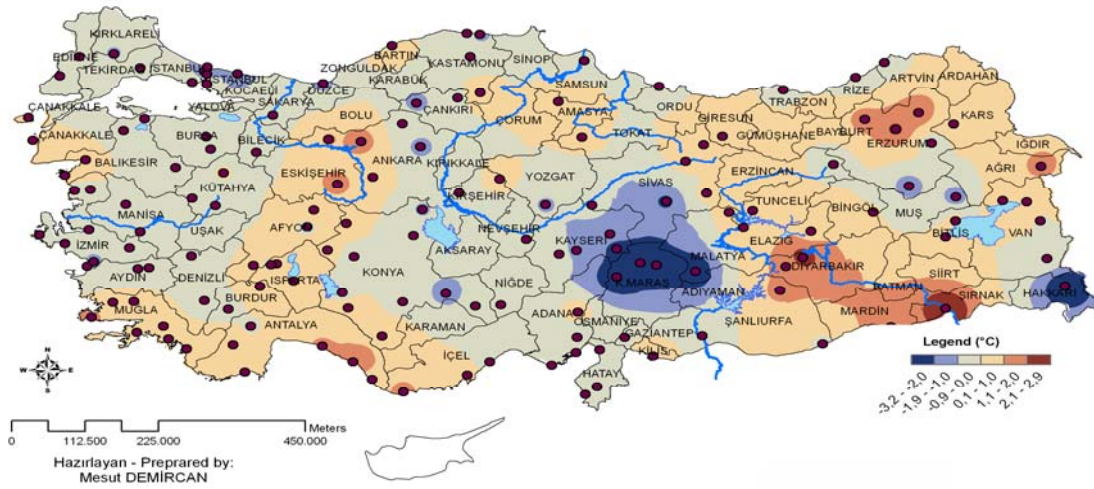 KIRKLARELİ
EDİRNE
TEKİRDAĞ
İSTANBUL
İSTANBUL
KOCAELİ
YALOVA
SAKARYA
DÜZCE
ZONGULDAK
BARTIN
KARABÜK
KASTAMONU
SİNOP
SAMSUN
ORDU
GİRESUN
TRABZON
RİZE
ARTVİN
ARDAHAN
ÇANAKKALE
ÇANAKKALE
BALIKESİR
BURSA
BİLECİK
BOLU
ÇANKIRI
ÇORUM
AMASYA
TOKAT
GÜMÜŞHANE
BAYBURT
ERZURUM
KARS
IĞDIR
AĞRI
ESKİŞEHİR
ANKARA
KIRIKKALE
YOZGAT
SİVAS
ERZİNCAN
TUNCELİ
BİNGÖL
MUŞ
KÜTAHYA
MANİSA
UŞAK
AFYON
KIRŞEHİR
NEVŞEHİR
KAYSERİ
MALATYA
ELAZIĞ
DİYARBAKIR
BİTLİS
VAN
İZMİR
AYDIN
DENİZLİ
ISPARTA
BURDUR
KONYA
AKSARAY
NİĞDE
K.MARAŞ
ADIYAMAN
BATMAN
SİİRT
ŞIRNAK
HAKKARİ
MUĞLA
ANTALYA
KARAMAN
İÇEL
ADANA
OSMANİYE
GAZİANTEP
KİLİS
HATAY
ŞANLIURFA
MARDİN
N
W E
S
Legend (°C)
-3,2 - -2,0
-1,9 - -1,0
-0,9 - 0,0
0,1 - 1,0
1,1 - 2,0
2,1 - 2,9
Meters
0 112.500 225.000 450.000
Hazırlayan - Preprared by:
Mesut DEMİRCAN